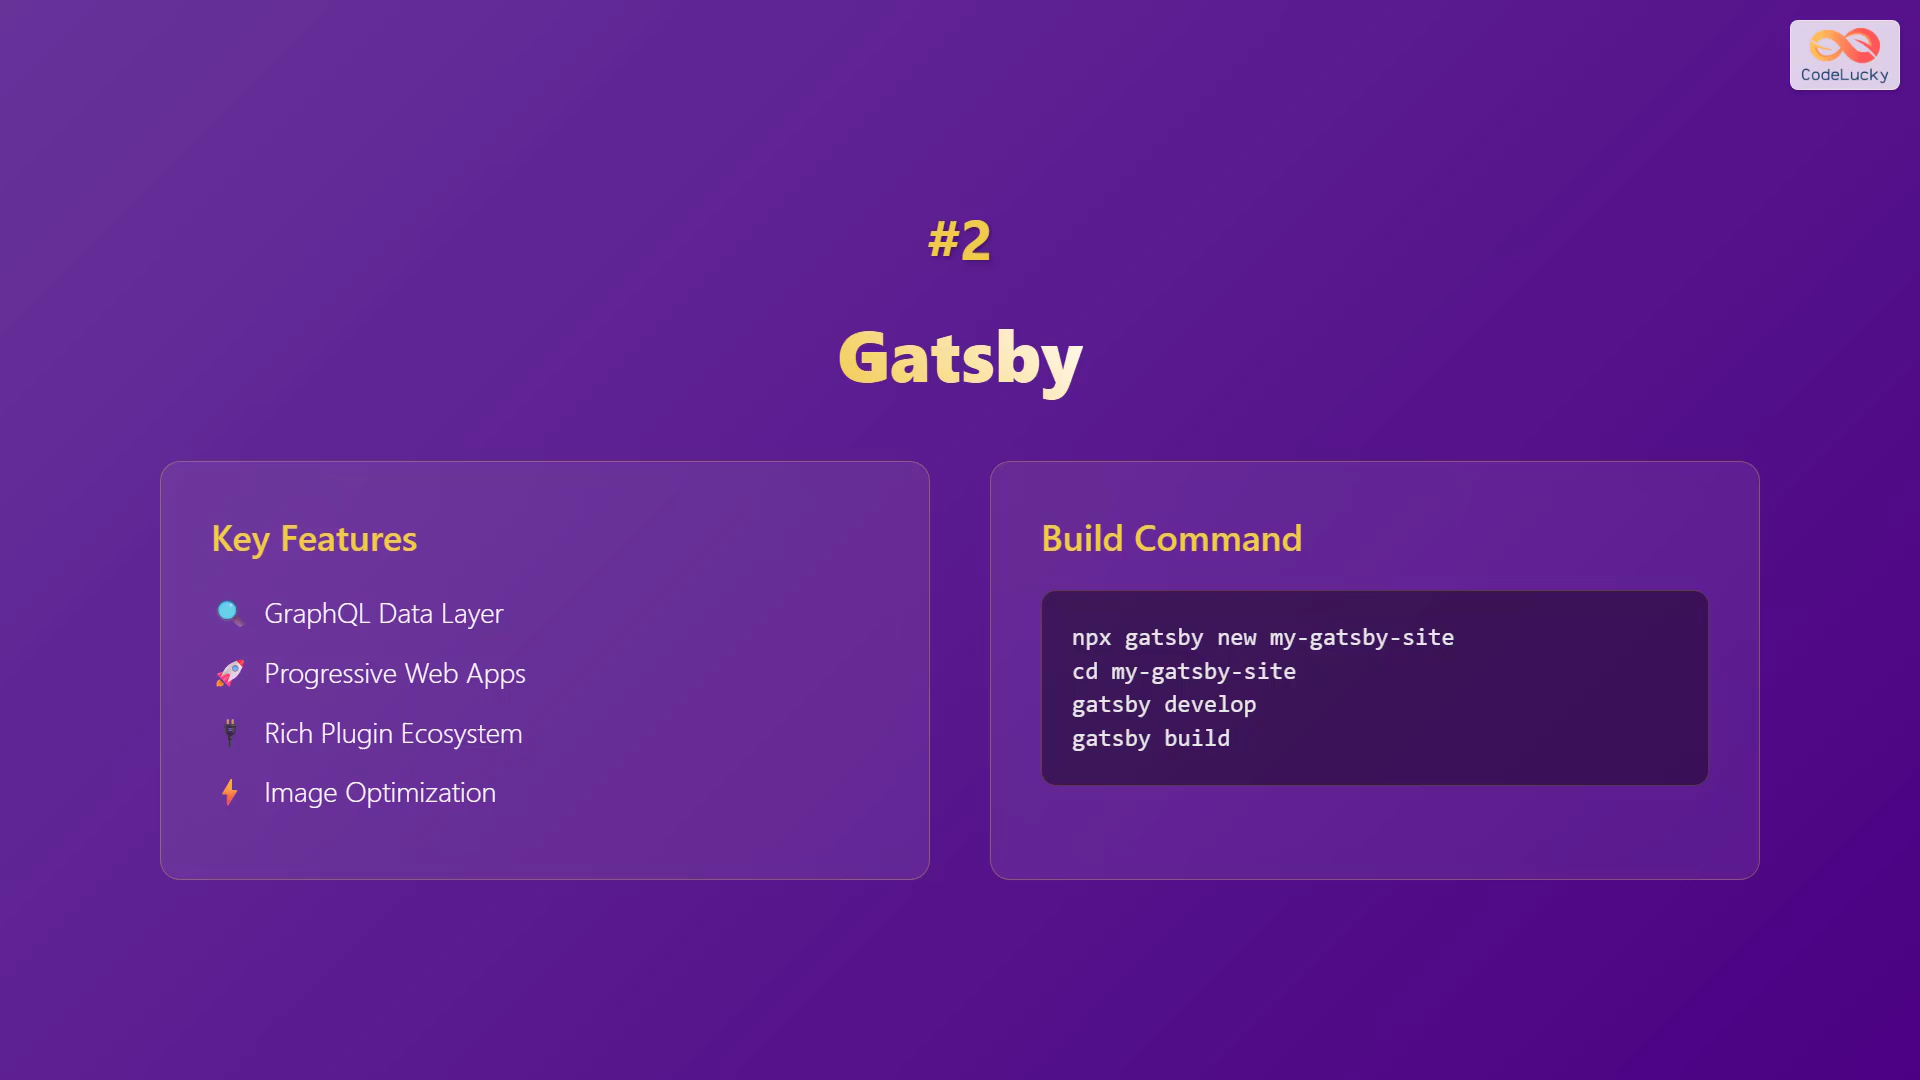 CodeLucky
#2
Gatsby
Key Features
GraphQL Data Layer
Progressive Web Apps
Rich Plugin Ecosystem
Image Optimization
Build Command
npx gatsby new my-gatsby-site
cd my-gatsby-site
gatsby develop
gatsby build